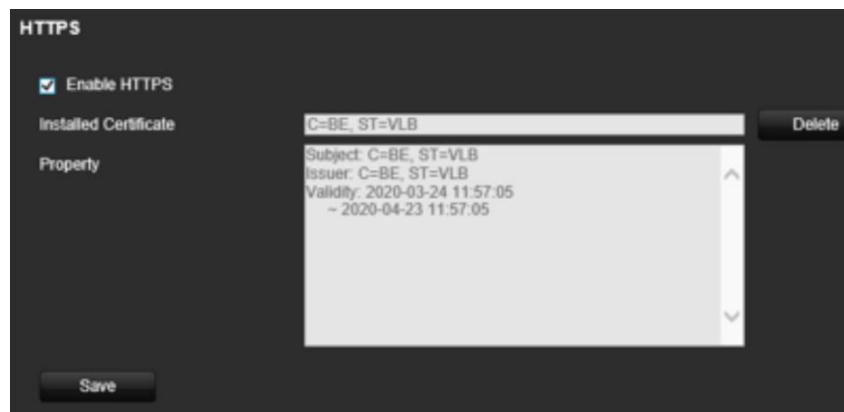 HTTPS
Enable HTTPS
Installed Certificate C=BE, ST=VLB Delete
Property
Subject: C=BE, ST=VLB
Issuer: C=BE, ST=VLB
Validity: 2020-03-24 11:57:05
~ 2020-04-23 11:57:05
Save